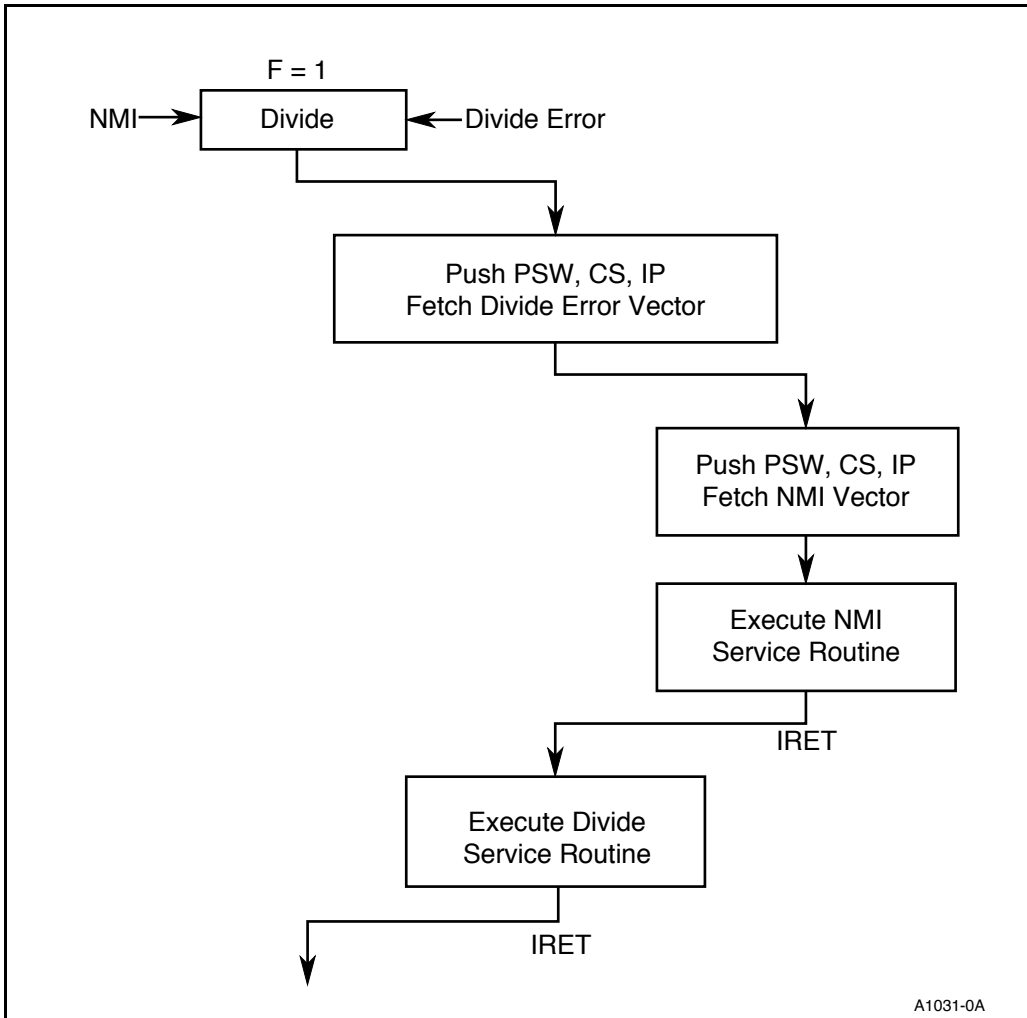 F = 1
NMI
Divide
Divide Error
Push PSW, CS, IP
Fetch Divide Error Vector
Push PSW, CS, IP
Fetch NMI Vector
Execute NMI
Service Routine
IRET
Execute Divide
Service Routine
IRET
A1031-0A